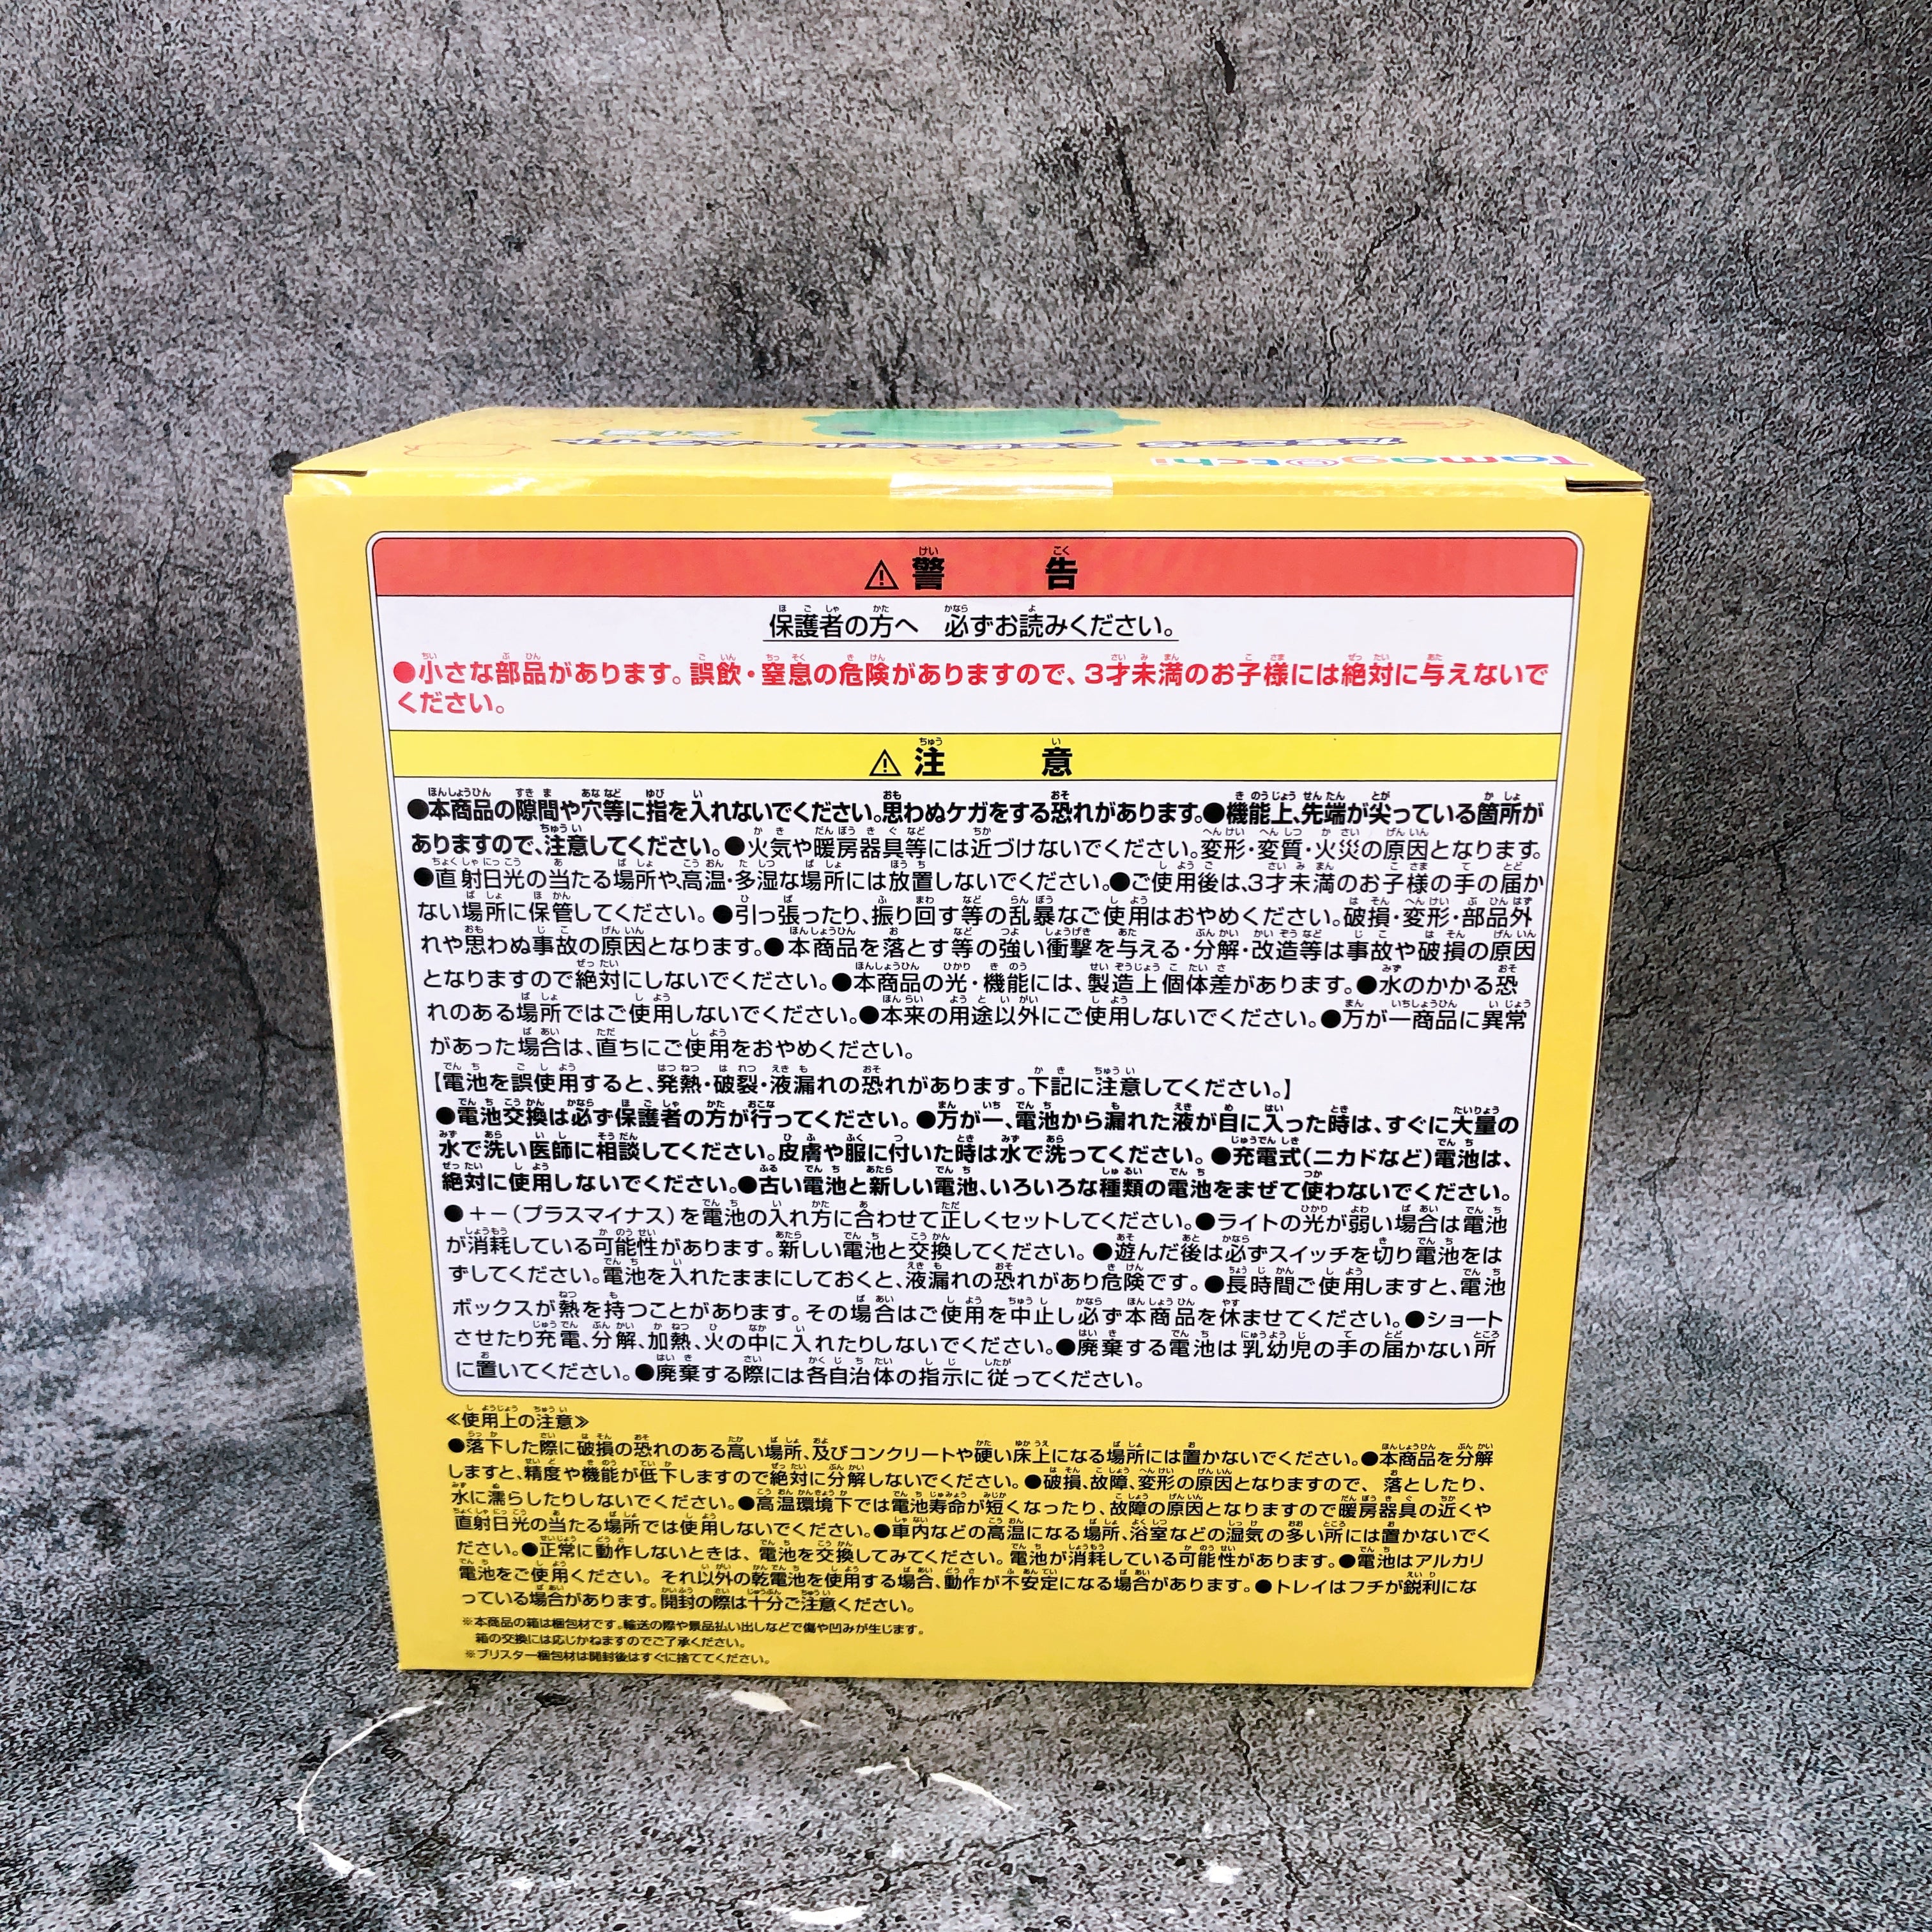 Tamag@tchi
⚠警告
保護者の方へ 必ずお読みください。
●小さな部品があります。誤飲・窒息の危険がありますので、3才未満のお子様には絶対に与えないで
ください。
⚠注意
●本商品の隙間や穴等に指を入れないでください。思わぬケガをする恐れがあります。●機能上、先端が尖っている箇所が
ありますので、注意してください。●火気や暖房器具等には近づけないでください。変形・変質・火災の原因となります。
●直射日光の当たる場所や、高温・多湿な場所には放置しないでください。●ご使用後は、3才未満のお子様の手の届か
ない場所に保管してください。●引っ張ったり、振り回す等の乱暴なご使用はおやめください。破損・変形・部品外
れや思わぬ事故の原因となります。●本商品を落とす等の強い衝撃を与える・分解・改造等は事故や破損の原因
となりますので絶対にしないでください。●本商品の光・機能には、製造上個体差があります。●水のかかる恐
れのある場所ではご使用しないでください。●本来の用途以外にご使用しないでください。●万が一商品に異常
があった場合は、直ちにご使用をおやめください。
【電池を誤使用すると、発熱・破裂・液漏れの恐れがあります。下記に注意してください。】
●電池交換は必ず保護者の方が行ってください。●万が一、電池から漏れた液が目に入った時は、すぐに大量の
水で洗い医師に相談してください。皮膚や服に付いた時は水で洗ってください。●充電式(ニカドなど)電池は、
絶対に使用しないでください。●古い電池と新しい電池、いろいろな種類の電池をまぜて使わないでください。
●＋－(プラスマイナス)を電池の入れ方に合わせて正しくセットしてください。●ライトの光が弱い場合は電池
が消耗している可能性があります。新しい電池と交換してください。●遊んだ後は必ずスイッチを切り電池をは
ずしてください。電池を入れたままにしておくと、液漏れの恐れがあり危険です。●長時間ご使用しますと、電池
ボックスが熱を持つことがあります。その場合はご使用を中止し必ず本商品を休ませてください。●ショート
させたり充電、分解、加熱、火の中に入れたりしないでください。●廃棄する電池は乳幼児の手の届かない所
に置いてください。●廃棄する際には各自治体の指示に従ってください。
≪使用上の注意≫
●落下した際に破損の恐れのある高い場所、及びコンクリートや硬い床上になる場所には置かないでください。●本商品を分解
しますと、精度や機能が低下しますので絶対に分解しないでください。●破損、故障、変形の原因となりますので、落としたり、
水に濡らしたりしないでください。●高温環境下では電池寿命が短くなったり、故障の原因となりますので暖房器具の近くや
直射日光の当たる場所では使用しないでください。●車内などの高温になる場所、浴室などの湿気の多い所には置かないでく
ださい。●正常に動作しないときは、電池を交換してみてください。電池が消耗している可能性があります。●電池はアルカリ
電池をご使用ください。それ以外の乾電池を使用する場合、動作が不安定になる場合があります。●トレイはフチが鋭利にな
っている場合があります。開封の際は十分ご注意ください。
※本商品の箱は梱包材です。輸送の際や景品払い出しなどで傷や凹みが生じます。
箱の交換には応じかねますのでご了承ください。
※ブリスター梱包材は開封後はすぐに捨ててください。